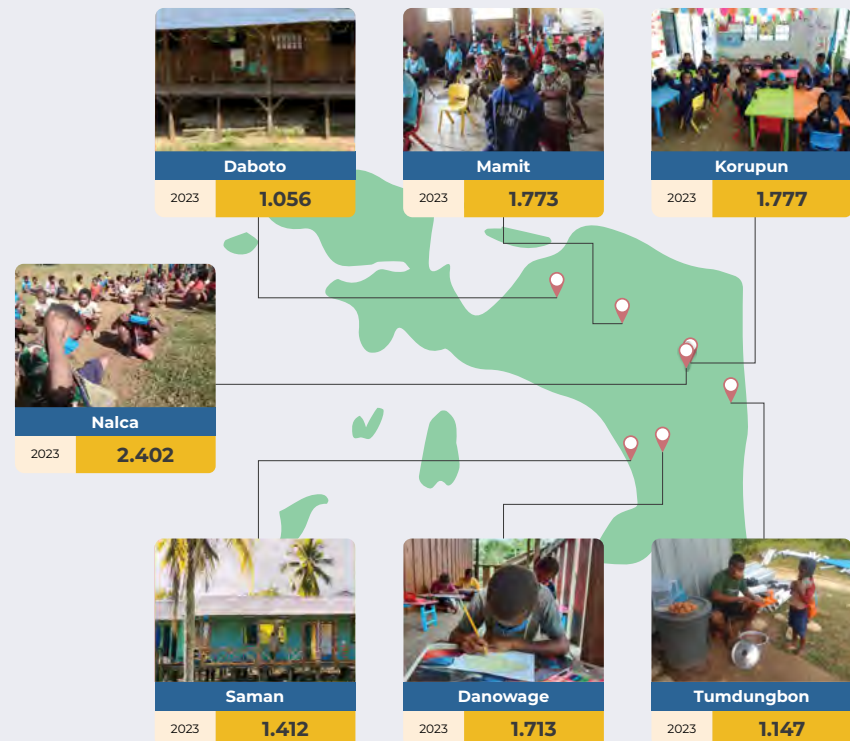 Daboto
2023 1.056
Mamit
2023 1.773
Korupun
2023 1.777
Nalca
2023 2.402
Saman
2023 1.412
Danowage
2023 1.713
Tumdungbon
2023 1.147